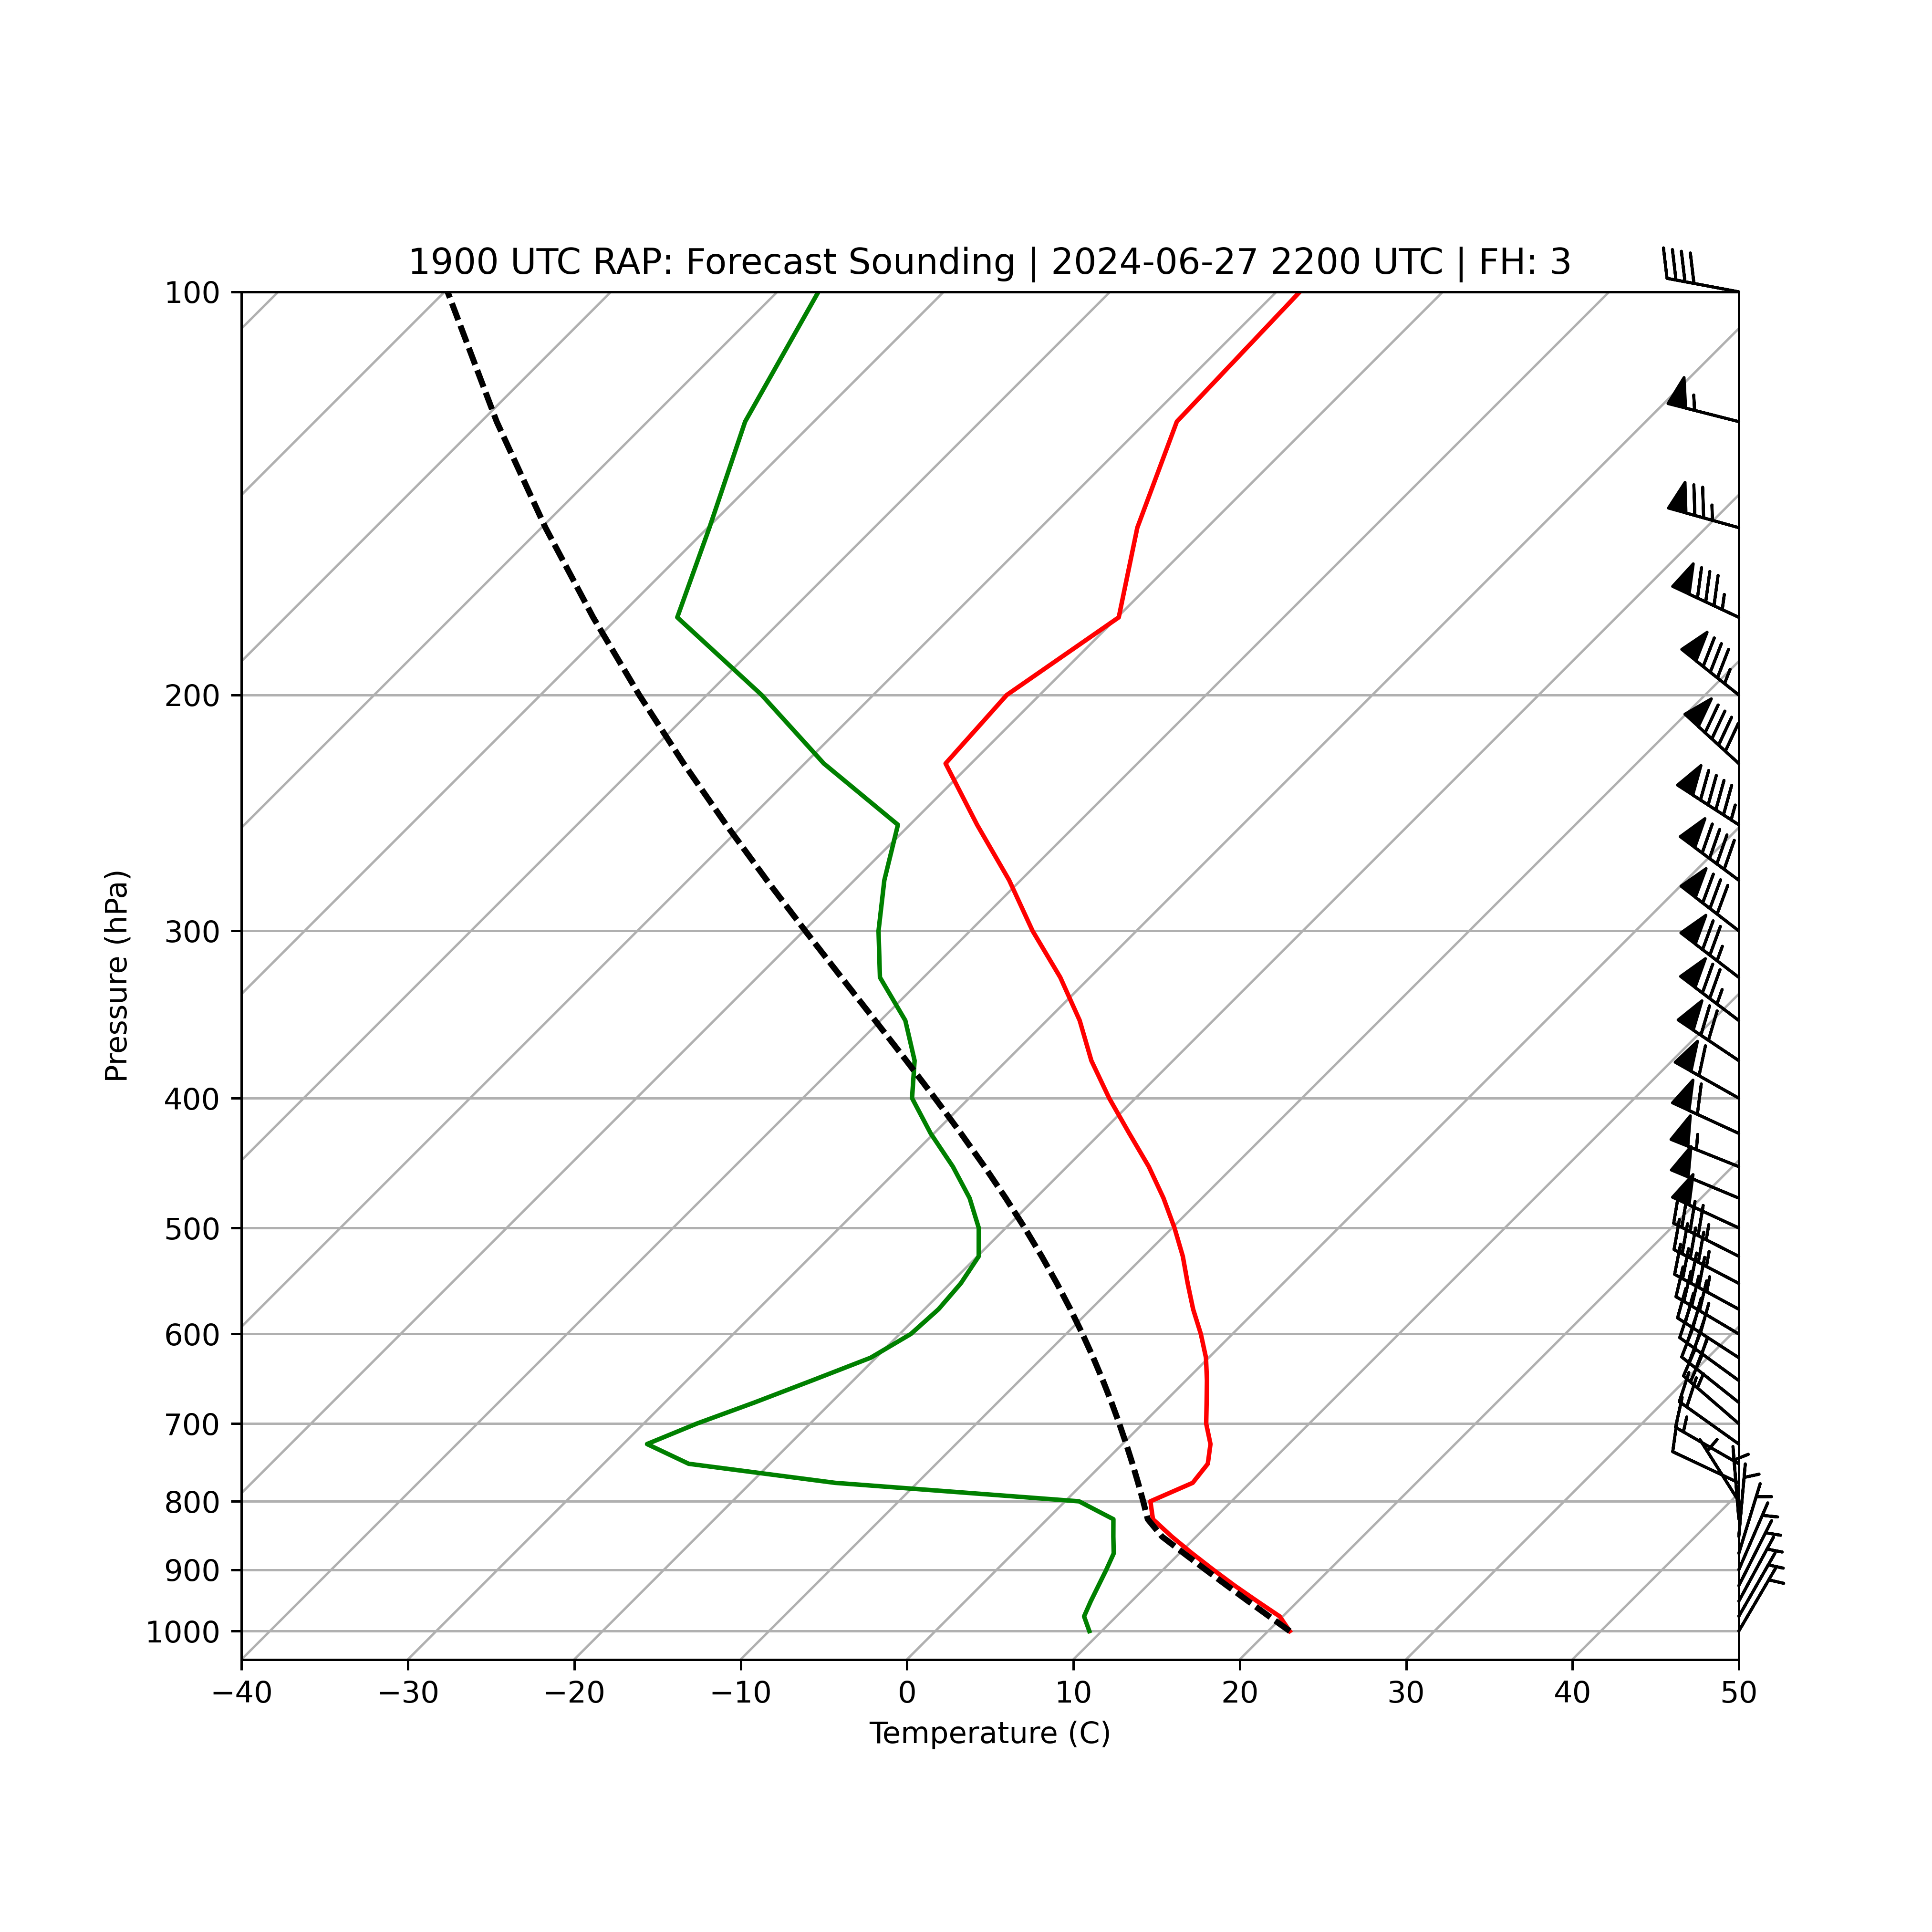 1900 UTC RAP: Forecast Sounding | 2024-06-27 2200 UTC | FH: 3
100
200
300
400
500
600
700
800
900
1000
Pressure (hPa)
−40 −30 −20 −10 0 10 20 30 40 50
Temperature (C)